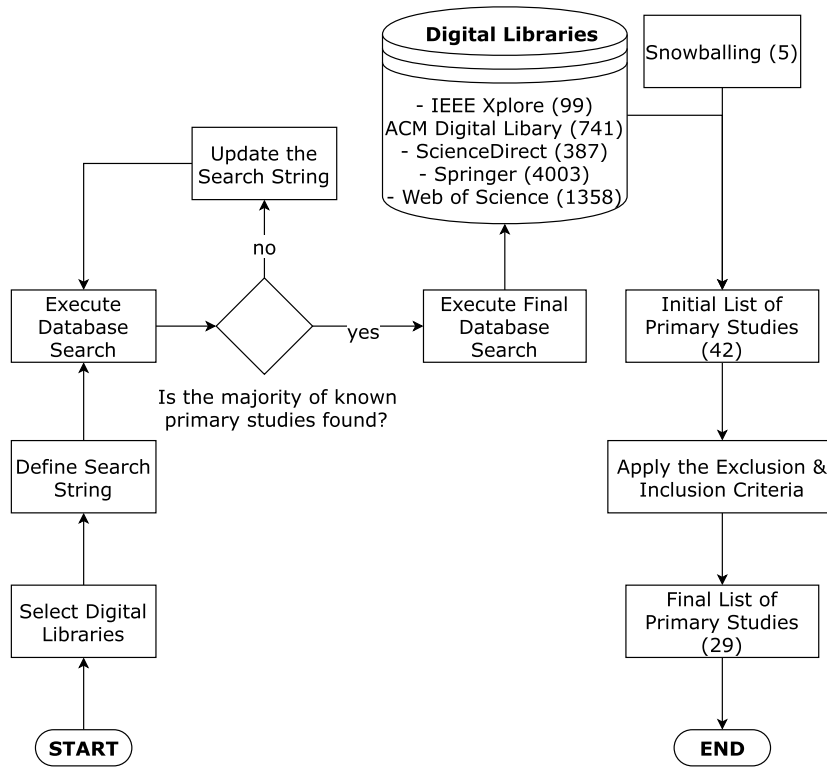 Digital Libraries
- IEEE Xplore (99)
ACM Digital Libary (741)
- ScienceDirect (387)
- Springer (4003)
- Web of Science (1358)
Snowballing (5)
Update the
Search String
no
Execute
Database
Search
yes
Execute Final
Database
Search
Initial List of
Primary Studies
(42)
Is the majority of known
primary studies found?
Define Search
String
Apply the Exclusion &
Inclusion Criteria
Select Digital
Libraries
Final List of
Primary Studies
(29)
START
END